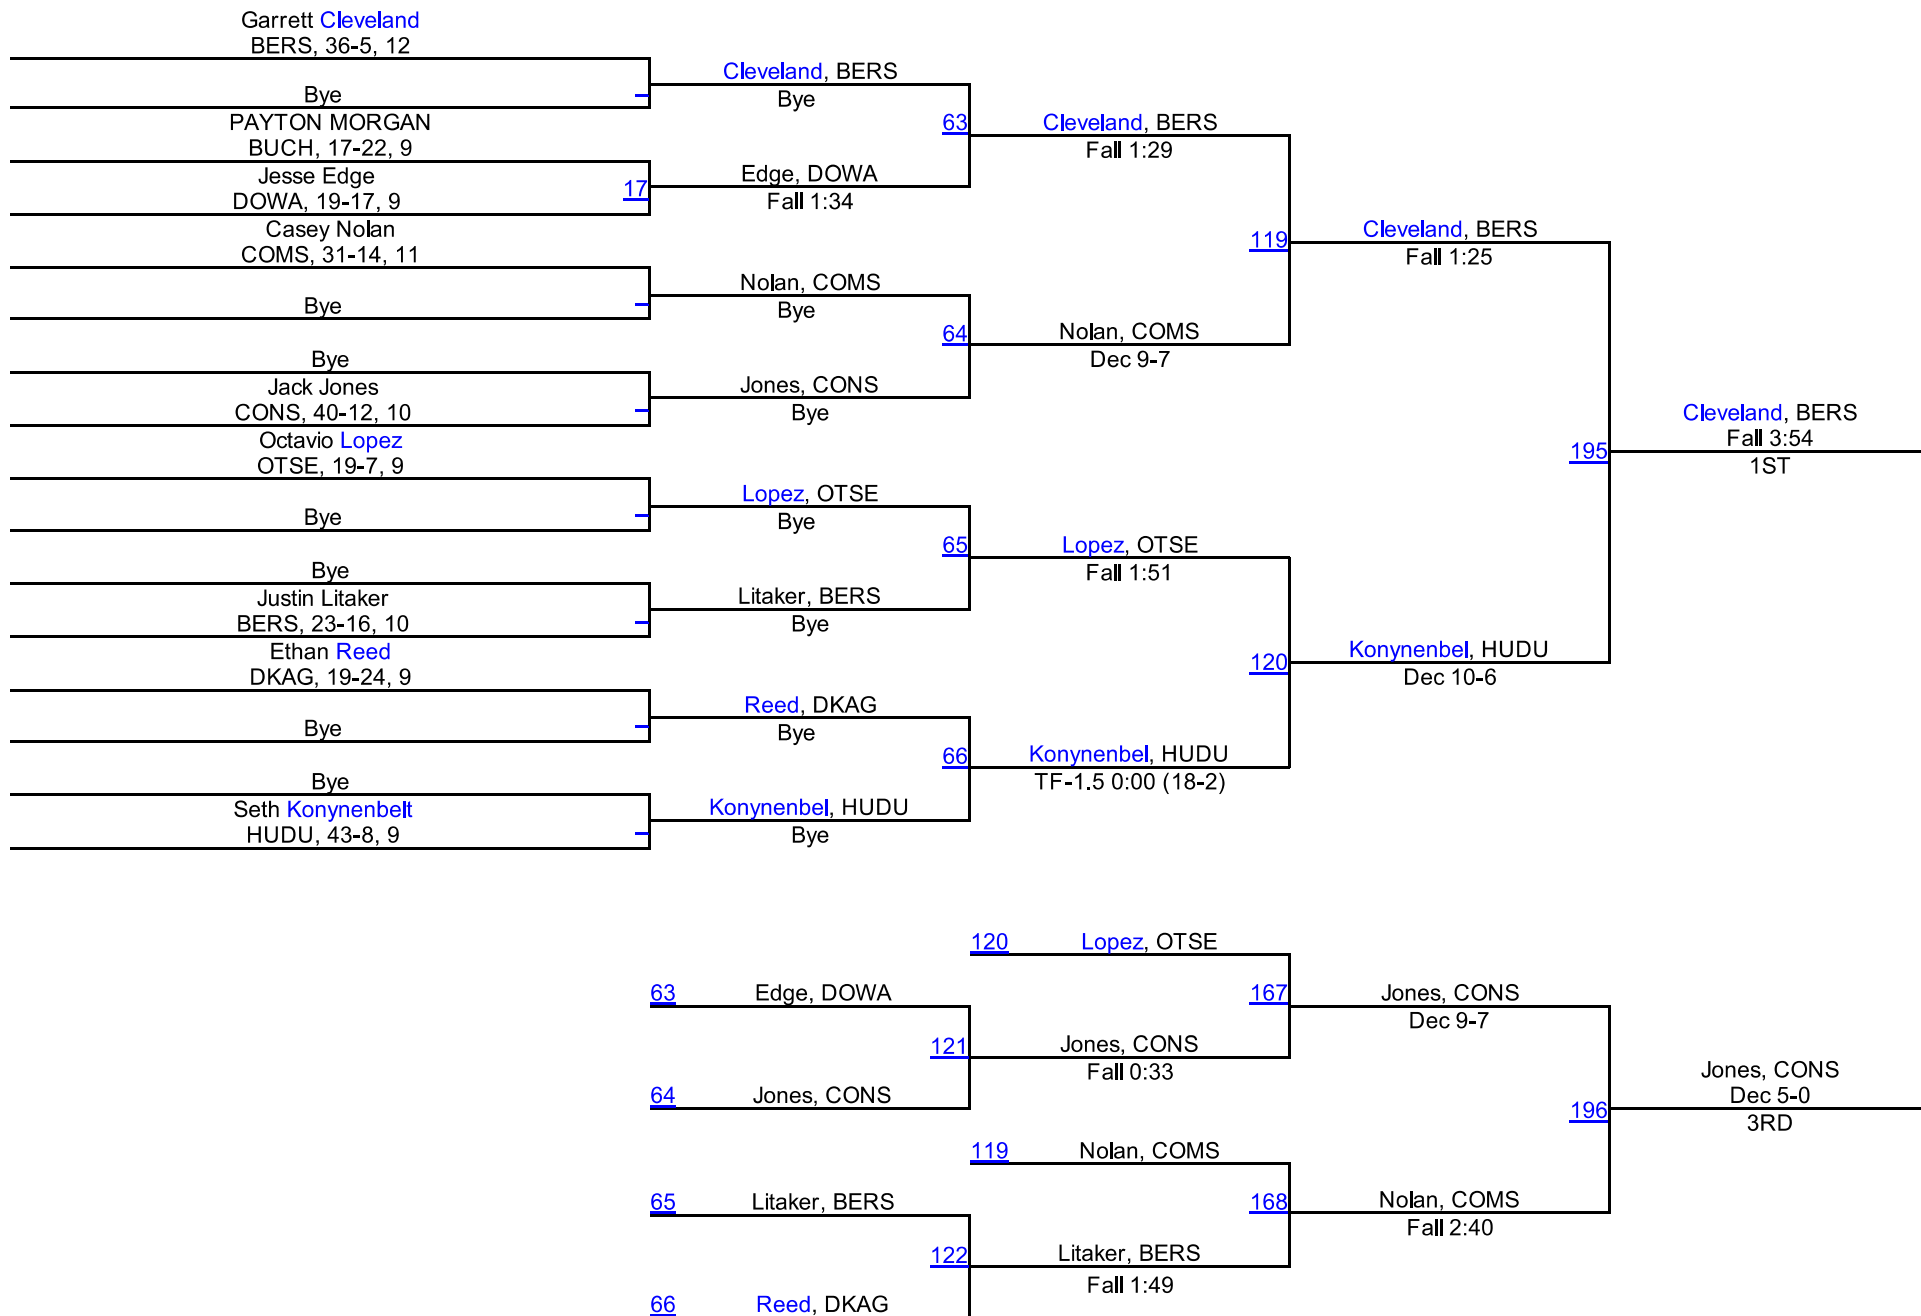 Garrett Cleveland
BERS, 36-5, 12
Bye
PAYTON MORGAN
BUCH, 17-22, 9
Jesse Edge
DOWA, 19-17, 9
Casey Nolan
COMS, 31-14, 11
Bye
Bye
Jack Jones
CONS, 40-12, 10
Octavio Lopez
OTSE, 19-7, 9
Bye
Bye
Justin Litaker
BERS, 23-16, 10
Ethan Reed
DKAG, 19-24, 9
Bye
Bye
Seth Konynenbelt
HUDU, 43-8, 9
Cleveland, BERS
Bye
17
Edge, DOWA
Fall 1:34
Nolan, COMS
Bye
Jones, CONS
Bye
Lopez, OTSE
Bye
Litaker, BERS
Bye
Reed, DKAG
Bye
Konynenbel, HUDU
Bye
63
Cleveland, BERS
Fall 1:29
64
Nolan, COMS
Dec 9-7
65
Lopez, OTSE
Fall 1:51
66
Konynenbel, HUDU
TF-1.5 0:00 (18-2)
119
Cleveland, BERS
Fall 1:25
120
Konynenbel, HUDU
Dec 10-6
195
Cleveland, BERS
Fall 3:54
1ST
63
Edge, DOWA
64
Jones, CONS
65
Litaker, BERS
66
Reed, DKAG
120
Lopez, OTSE
121
Jones, CONS
Fall 0:33
119
Nolan, COMS
122
Litaker, BERS
Fall 1:49
167
Jones, CONS
Dec 9-7
168
Nolan, COMS
Fall 2:40
196
Jones, CONS
Dec 5-0
3RD